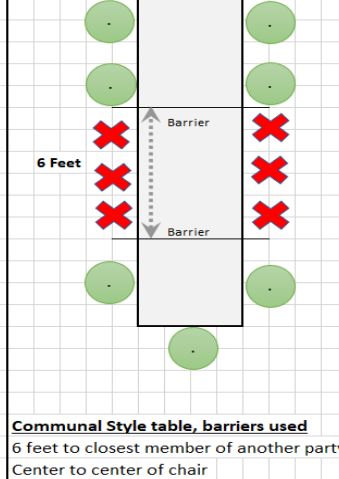 Barrier
6 Feet
Barrier
Communal Style table, barriers used
6 feet to closest member of another party
Center to center of chair